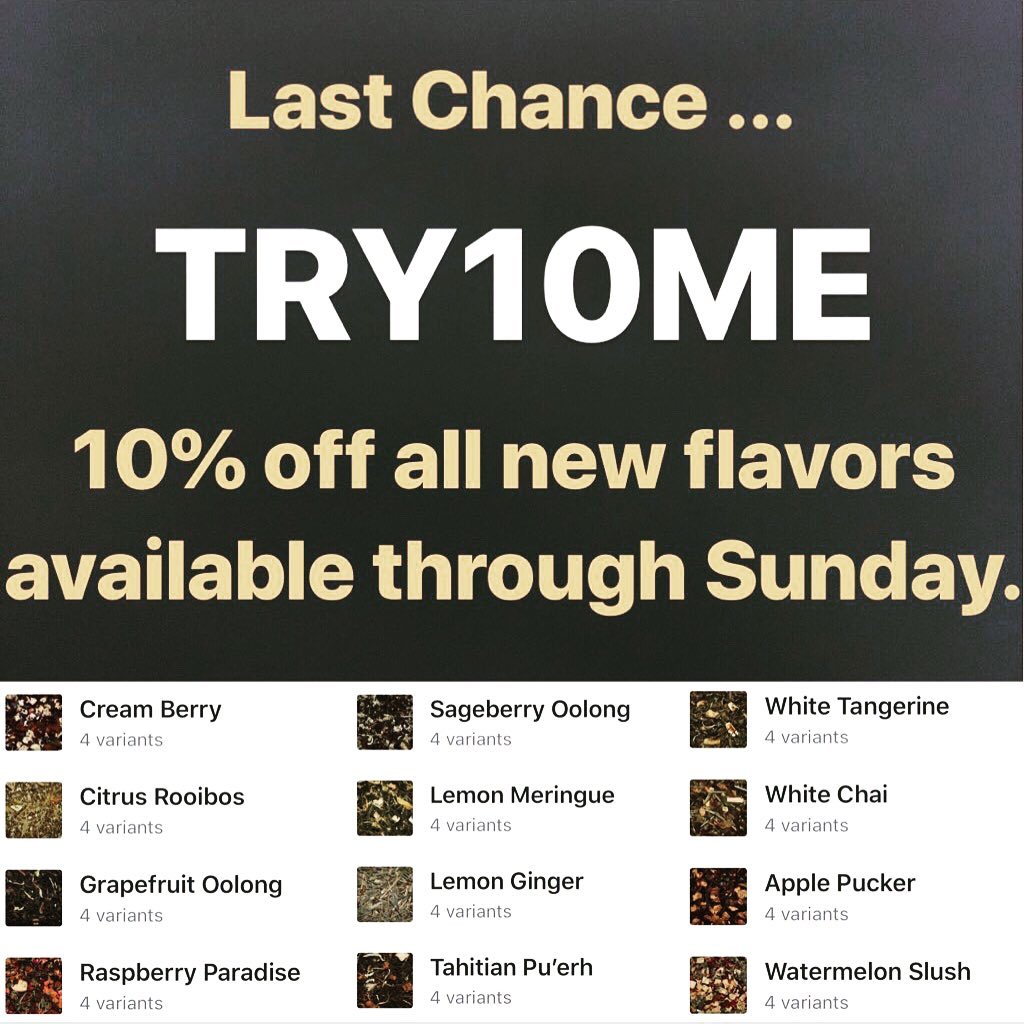 Last Chance ...
TRY10ME
10% off all new flavors
available through Sunday.
Cream Berry
4 variants
Citrus Rooibos
4 variants
Grapefruit Oolong
4 variants
Raspberry Paradise
4 variants
Sageberry Oolong
4 variants
Lemon Meringue
4 variants
Lemon Ginger
4 variants
Tahitian Pu’erh
4 variants
White Tangerine
4 variants
White Chai
4 variants
Apple Pucker
4 variants
Watermelon Slush
4 variants